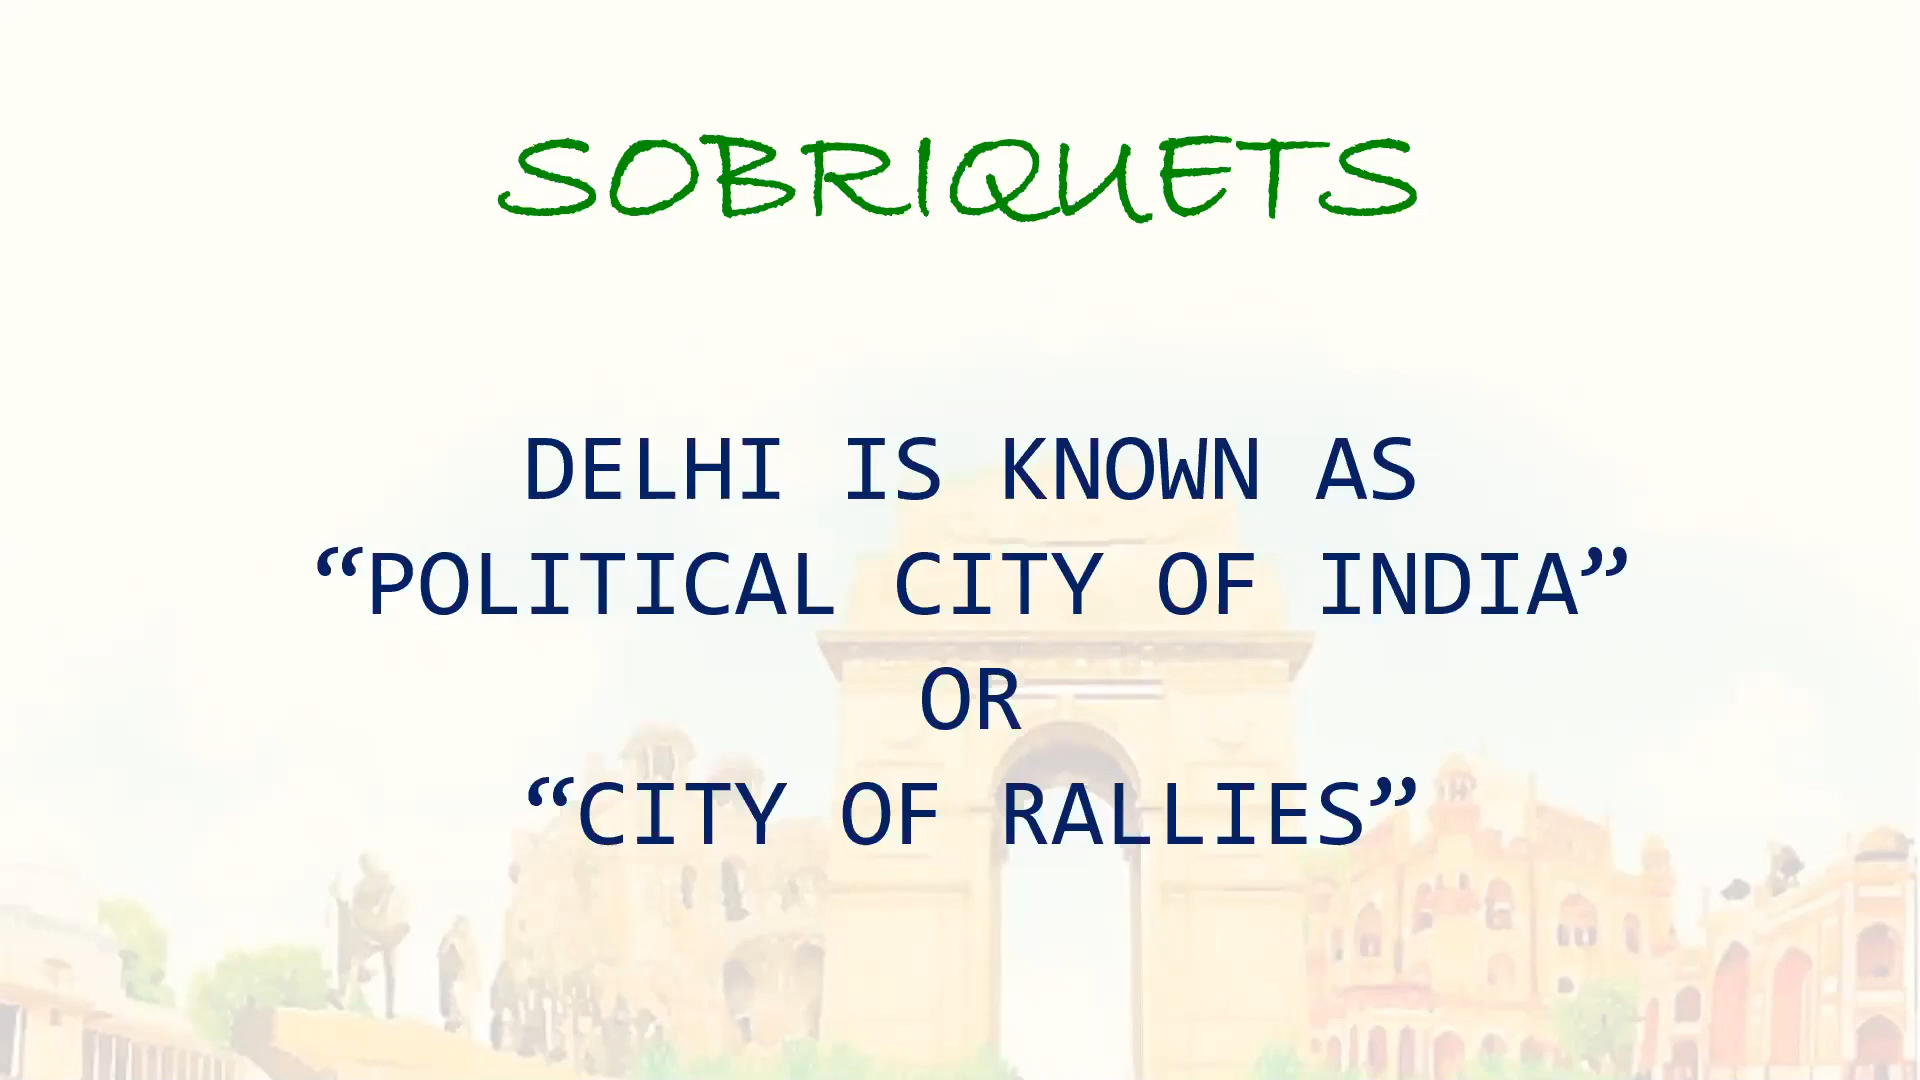 SOBRIQUETS
DELHI IS KNOWN AS
“POLITICAL CITY OF INDIA”
OR
“CITY OF RALLIES”